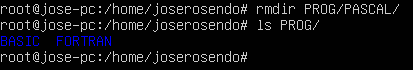 root@jose-pc:/home/joserosendo# rmdir PROG/PASCAL/
root@jose-pc:/home/joserosendo# ls PROG/
BASIC  FORTRAN
root@jose-pc:/home/joserosendo#